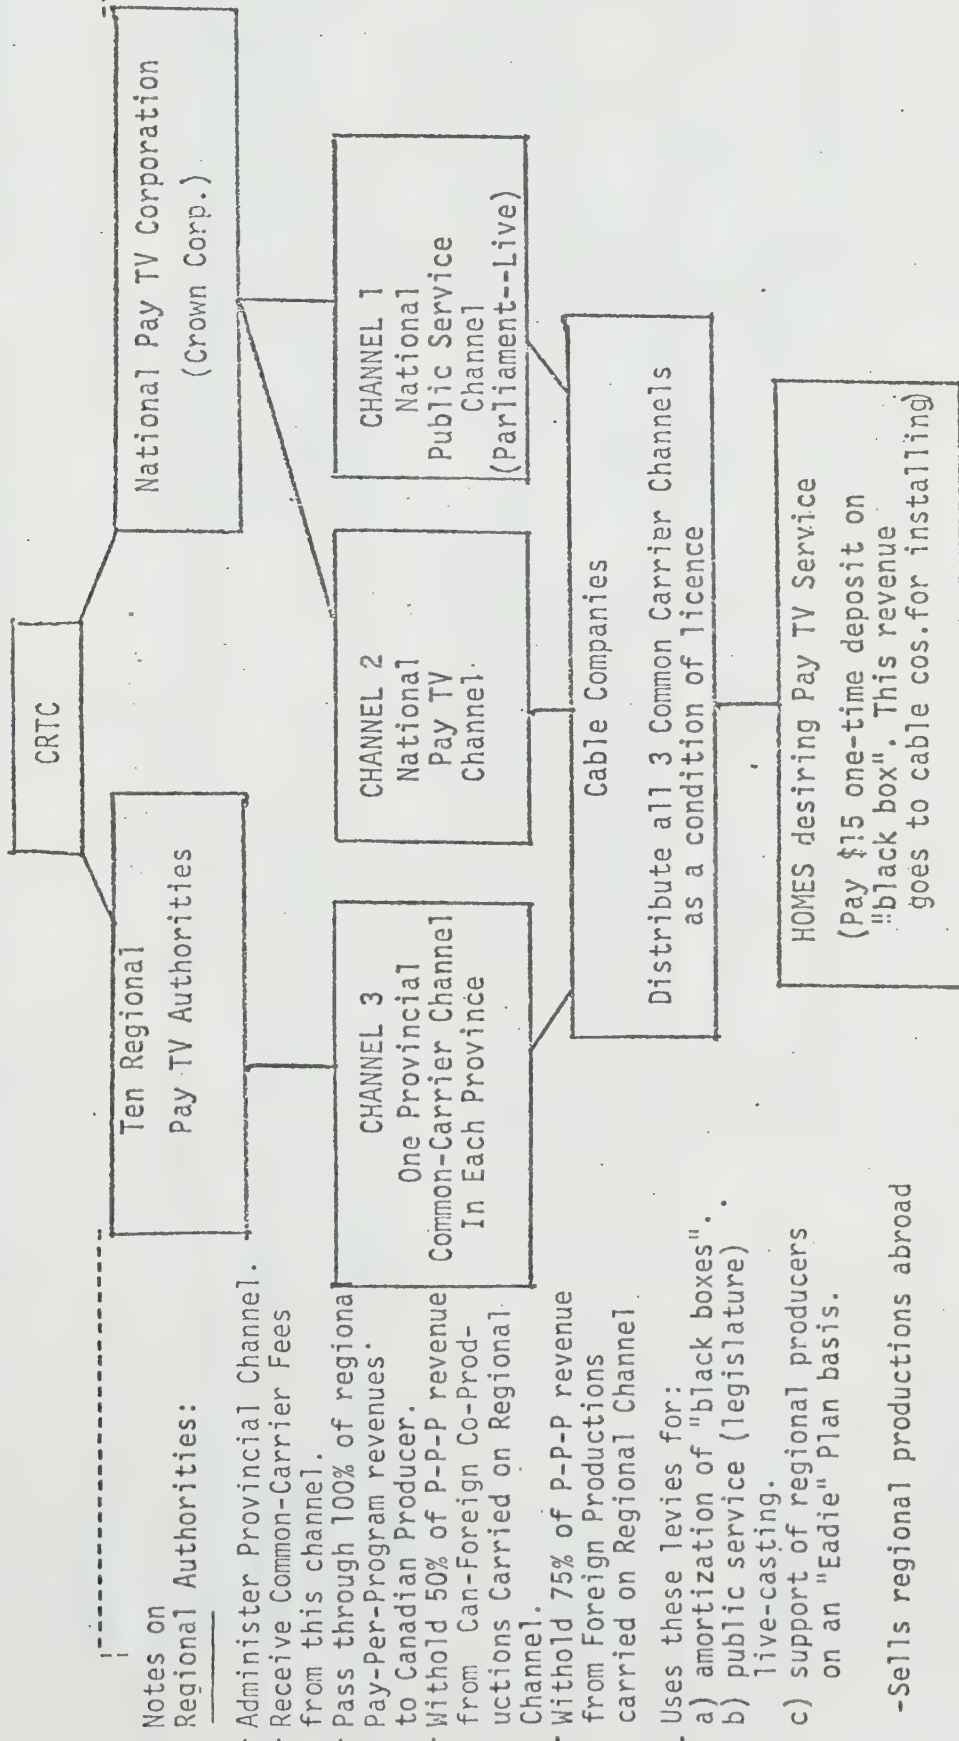 CRTC
Ten Regional
Pay TV Authorities
National Pay TV Corporation
(Crown Corp.)
CHANNEL 3
One Provincial
Common-Carrier Channel
In Each Province
CHANNEL 2
National
Pay TV
Channel.
CHANNEL 1
National
Public Service
Channel
(Parliament--Live)
Cable Companies
Distribute all 3 Common Carrier Channels
as a condition of licence
HOMES desiring Pay TV Service
(Pay $15 one-time deposit on
"black box". This revenue
goes to cable cos.for installing)
Notes on
Regional Authorities:
- Administer Provincial Channel.
- Receive Common-Carrier Fees
from this channel.
- Pass through 100% of regional
Pay-Per-Program revenues
to Canadian Producer.
- Withold 50% of P-P-P revenue
from Can-Foreign Co-Prod-
uctions Carried on Regional
Channel.
- Withold 75% of P-P-P revenue
from Foreign Productions
carried on Regional Channel
- Uses these levies for:
a) amortization of "black boxes".
b) public service (legislature)
live-casting.
c) support of regional producers
on an "Eadie" Plan basis.
-Sells regional productions abroad